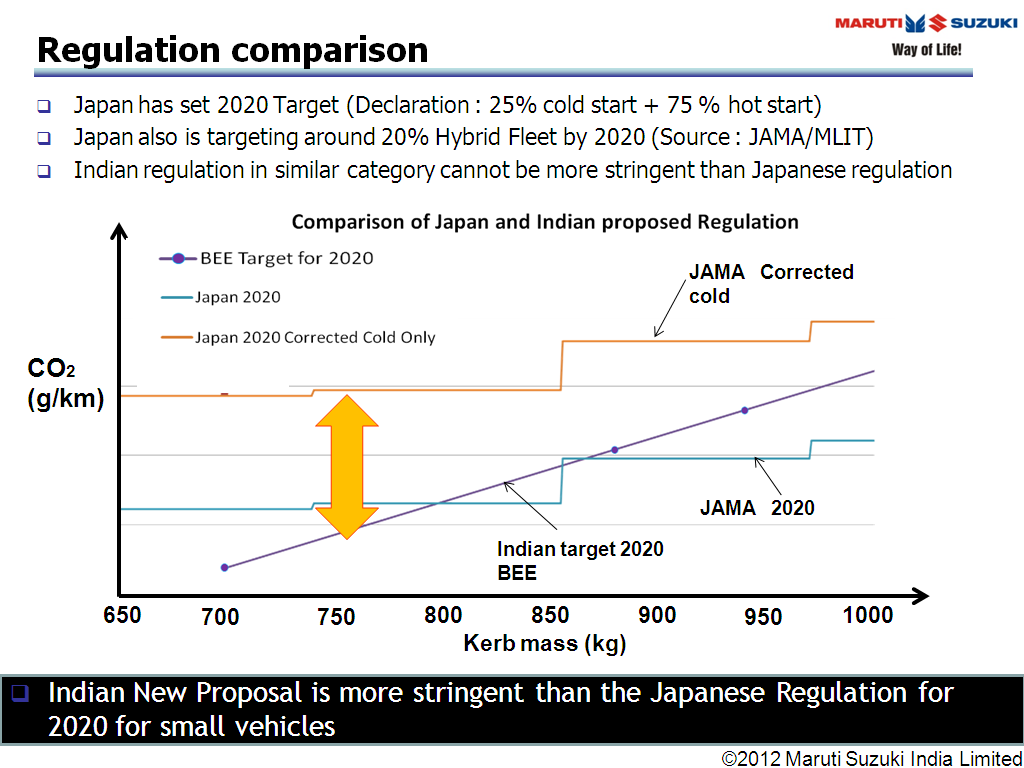 MARUTI SUZUKI
Way of Life!
Regulation comparison
Japan has set 2020 Target (Declaration : 25% cold start + 75 % hot start)
Japan also is targeting around 20% Hybrid Fleet by 2020 (Source : JAMA/MLIT)
Indian regulation in similar category cannot be more stringent than Japanese regulation
Comparison of Japan and Indian proposed Regulation
BEE Target for 2020
Japan 2020
Japan 2020 Corrected Cold Only
JAMA Corrected
cold
CO2
(g/km)
JAMA 2020
Indian target 2020
BEE
650 700 750 800 850 900 950 1000
Kerb mass (kg)
Indian New Proposal is more stringent than the Japanese Regulation for
2020 for small vehicles
©2012 Maruti Suzuki India Limited